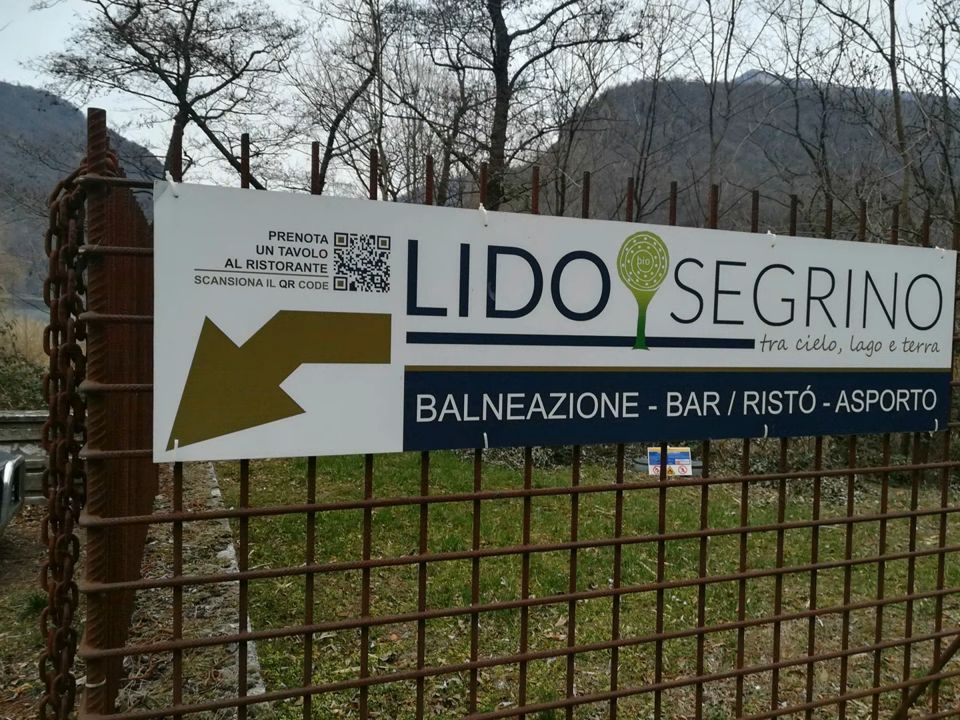 PRENOTA
UN TAVOLO
AL RISTORANTE
SCANSIONA IL QR CODE
LIDO bio SEGRINO
tra cielo, lago e terra
BALNEAZIONE - BAR / RISTÓ - ASPORTO